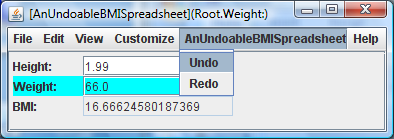 [AnUndoableBMISpreadsheet](Root.Weight:)
File Edit View Customize AnUndoableBMISpreadsheet Help
Undo
Redo
Height: 1.99
Weight: 66.0
BMI: 16.66624580187369